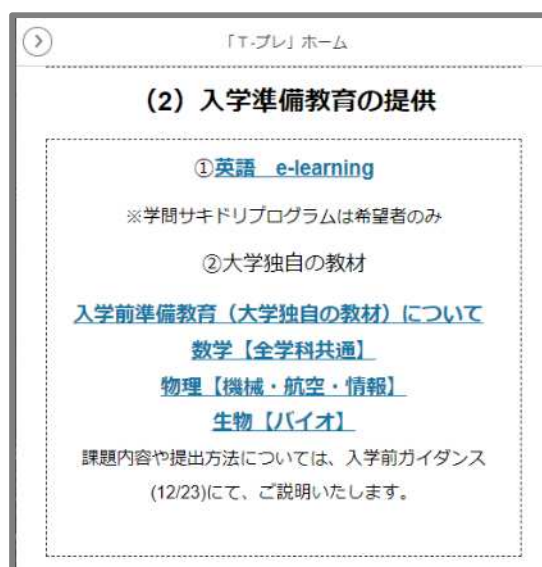 「T-プレ」ホーム
（2）入学準備教育の提供
①英語　e-learning
※学問サキドリプログラムは希望者のみ
②大学独自の教材
入学前準備教育（大学独自の教材）について
数学【全学科共通】
物理【機械・航空・情報】
生物【バイオ】
課題内容や提出方法については、入学前ガイダンス
(12/23)にて、ご説明いたします。